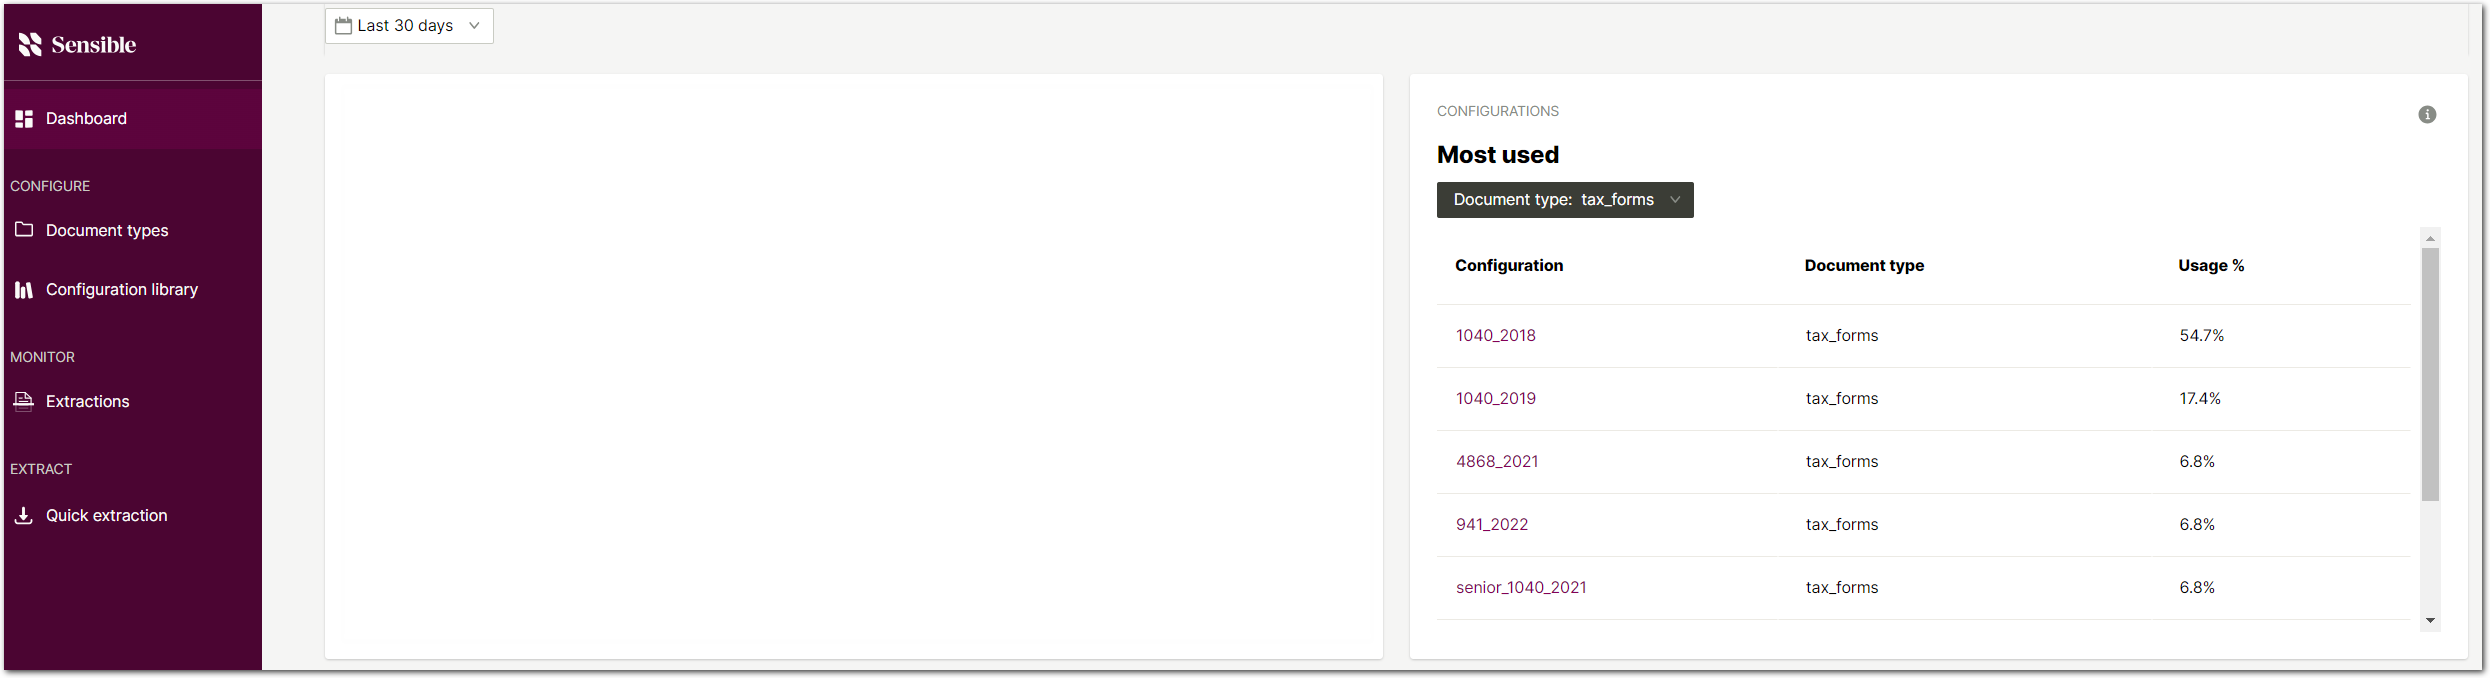 Sensible
Dashboard
CONFIGURE
Document types
Configuration library
MONITOR
Extractions
EXTRACT
Quick extraction
Last 30 days
CONFIGURATIONS
Most used
Document type: tax_forms
Configuration Document type Usage %
1040_2018 tax_forms 54.7%
1040_2019 tax_forms 17.4%
4868_2021 tax_forms 6.8%
941_2022 tax_forms 6.8%
senior_1040_2021 tax_forms 6.8%